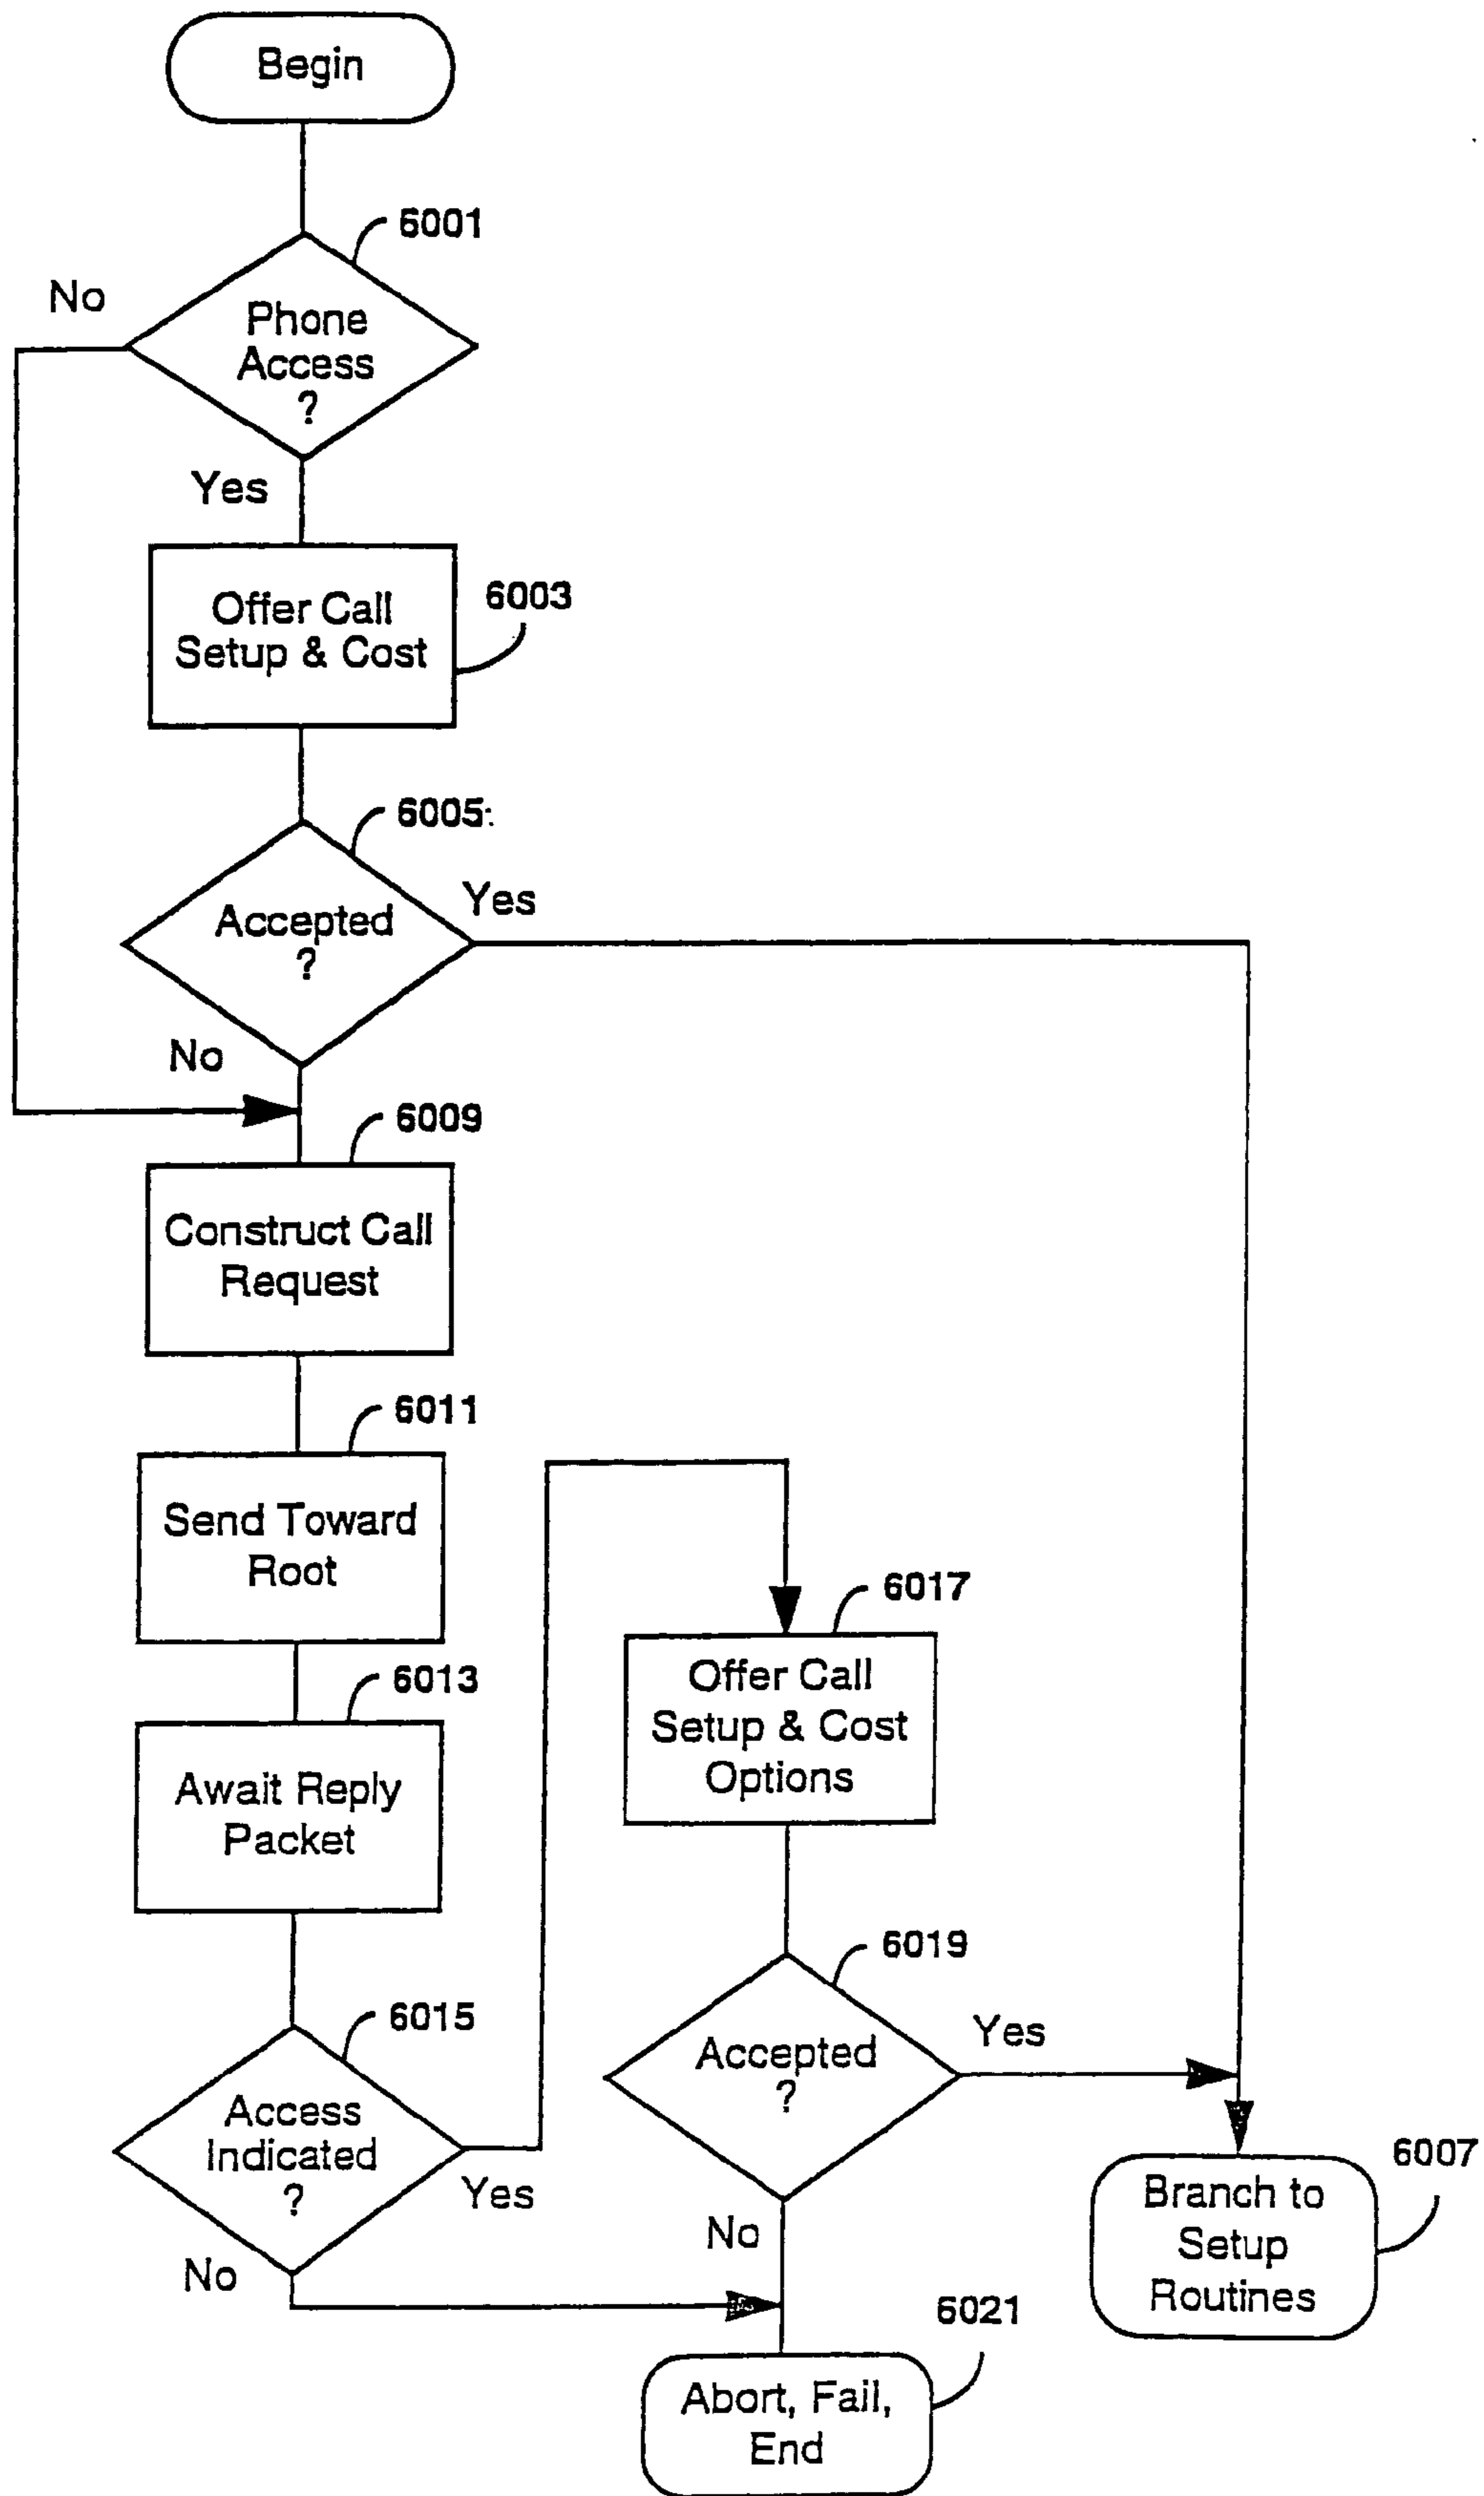 Begin
6001
No
Phone
Access
?
Yes
Offer Call
Setup & Cost
6003
6005:
Accepted
?
Yes
No
6009
Construct Call
Request
6011
Send Toward
Root
6013
Await Reply
Packet
6015
Access
Indicated
?
Yes
No
6017
Offer Call
Setup & Cost
Options
6019
Accepted
?
Yes
No
6007
Branch to
Setup
Routines
6021
Abort, Fail,
End